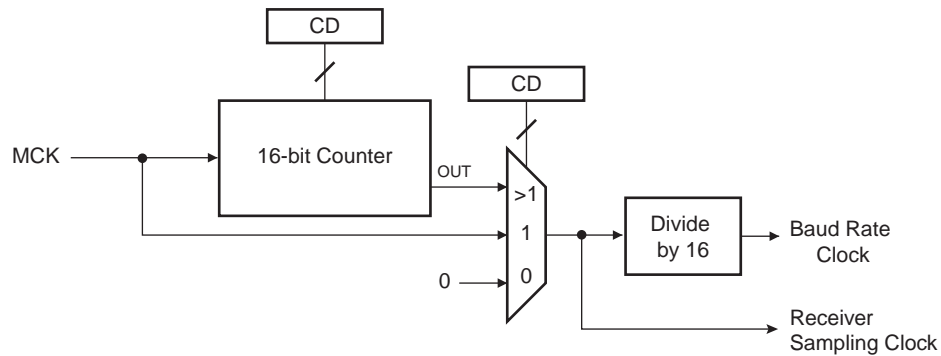 CD
CD
MCK
16-bit Counter
OUT
>1
1
0
0
Divide
by 16
Baud Rate
Clock
Receiver
Sampling Clock